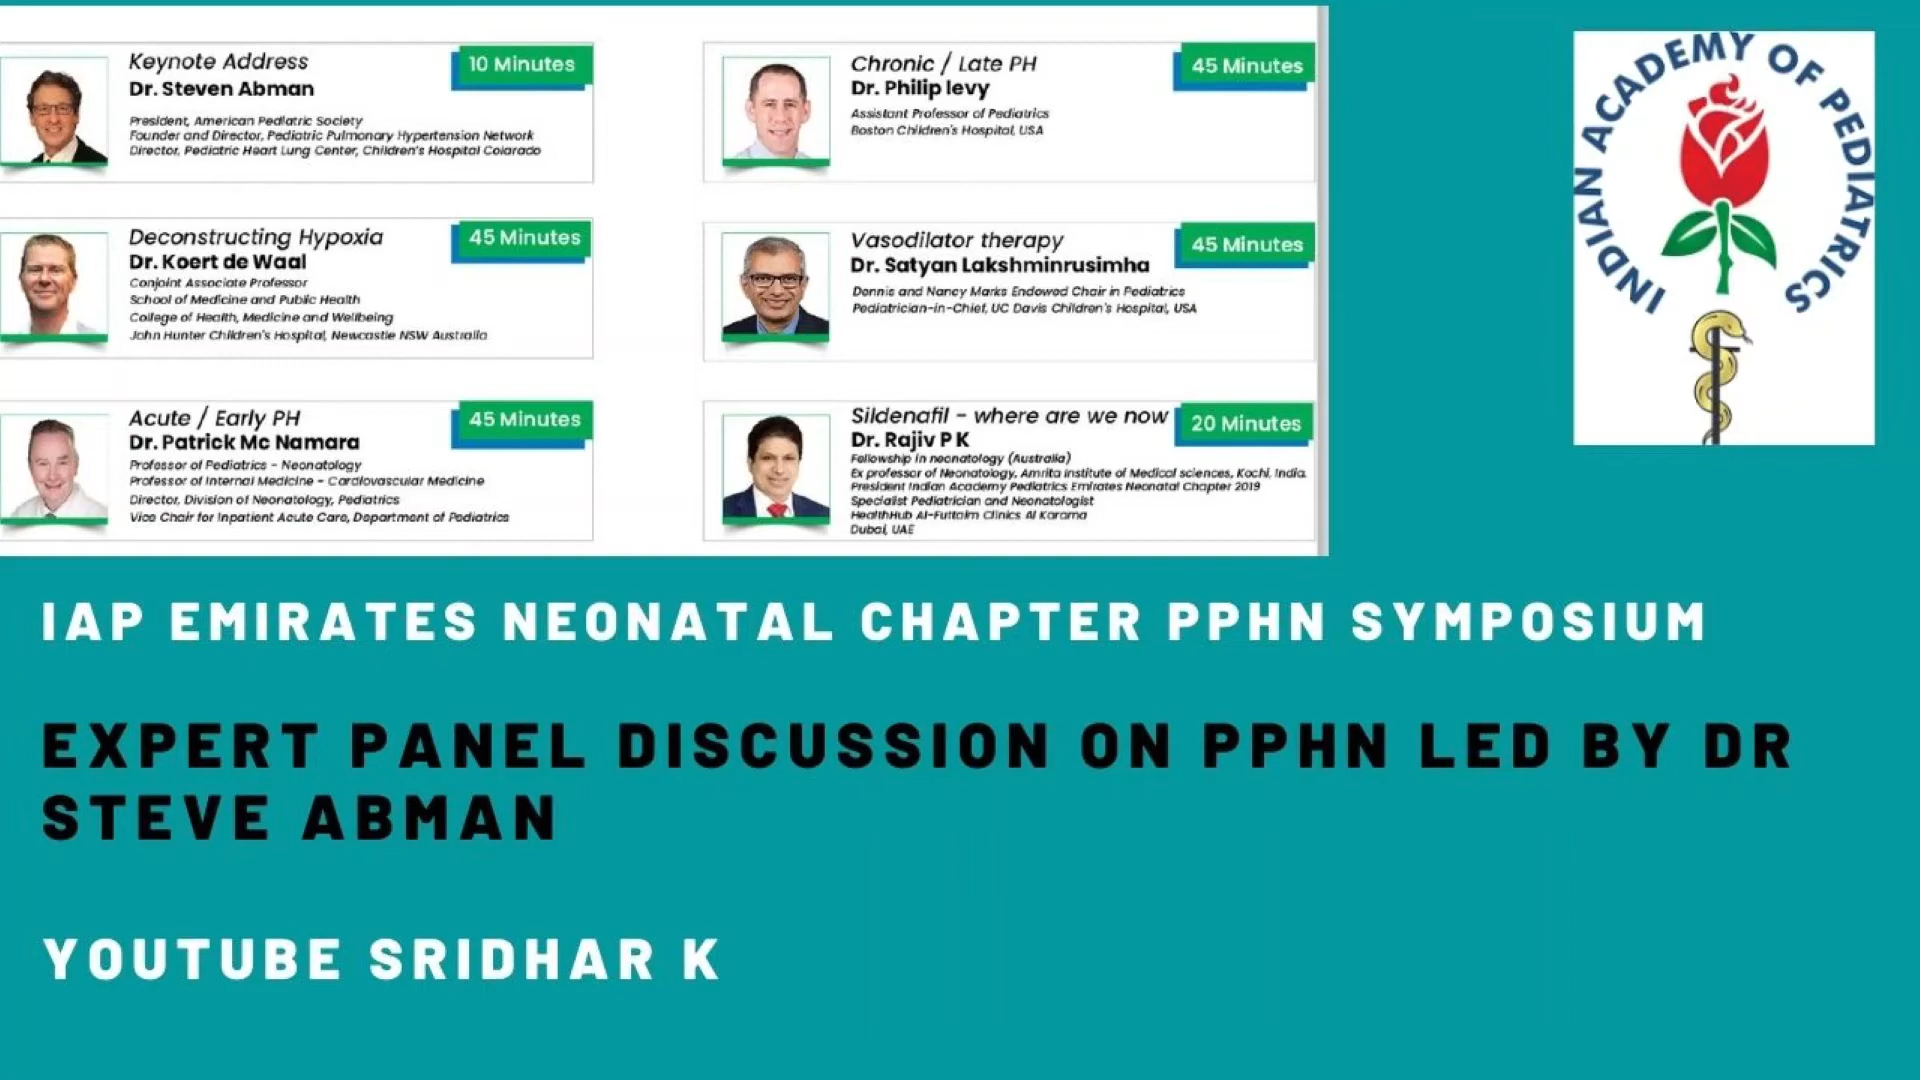 Keynote Address
10 Minutes
Dr. Steven Abman
President, American Pediatric Society
Founder and Director, Pediatric Pulmonary Hypertension Network
Director, Pediatric Heart Lung Center, Children's Hospital Colarado
Deconstructing Hypoxia
45 Minutes
Dr. Koert de Waal
Conjoint Associate Professor
School of Medicine and Public Health
College of Health, Medicine and Wellbeing
John Hunter Children's Hospital, Newcastle NSW Australia
Acute / Early PH
45 Minutes
Dr. Patrick Mc Namara
Professor of Pediatrics - Neonatology
Professor of Internal Medicine - Cardiovascular Medicine
Director, Division of Neonatology, Pediatrics
Vice Chair for Inpatient Acute Care, Department of Pediatrics
Chronic / Late PH
45 Minutes
Dr. Philip levy
Assistant Professor of Pediatrics
Boston Children's Hospital, USA
Vasodilator therapy
45 Minutes
Dr. Satyan Lakshminrusimha
Dennis and Nancy Marks Endowed Chair in Pediatrics
Pediatrician-in-Chief, UC Davis Children's Hospital, USA
Sildenafil - where are we now
20 Minutes
Dr. Rajiv P K
Fellowship in neonatology (Australia)
Ex professor of Neonatology, Amrita Institute of Medical sciences, Kochi, India.
President Indian Academy Pediatrics Emirates Neonatal Chapter 2019
Specialist Pediatrician and Neonatologist
HealthHub Al-Futtaim Clinics Al Karama
Dubai, UAE
INDIAN ACADEMY OF PEDIATRICS
IAP EMIRATES NEONATAL CHAPTER PPHN SYMPOSIUM
EXPERT PANEL DISCUSSION ON PPHN LED BY DR
STEVE ABMAN
YOUTUBE SRIDHAR K